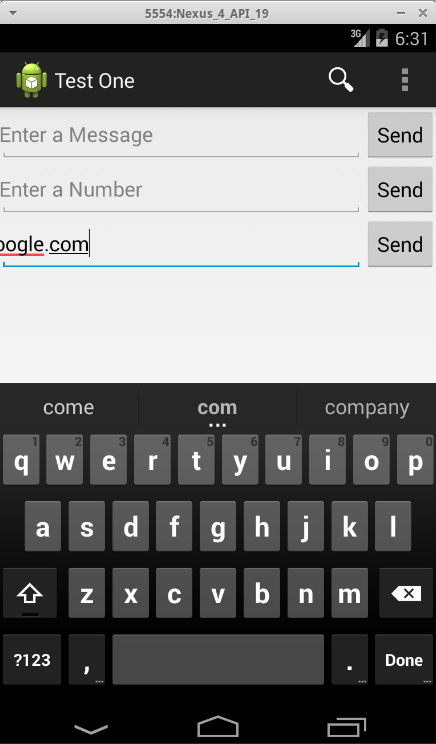 5554:Nexus_4_API_19
3G 6:31
Test One
Enter a Message Send
Enter a Number Send
oogle.com Send
come com company
1 2 3 4 5 6 7 8 9 0
q w e r t y u i o p
a s d f g h j k l
z x c v b n m
?123 , . Done